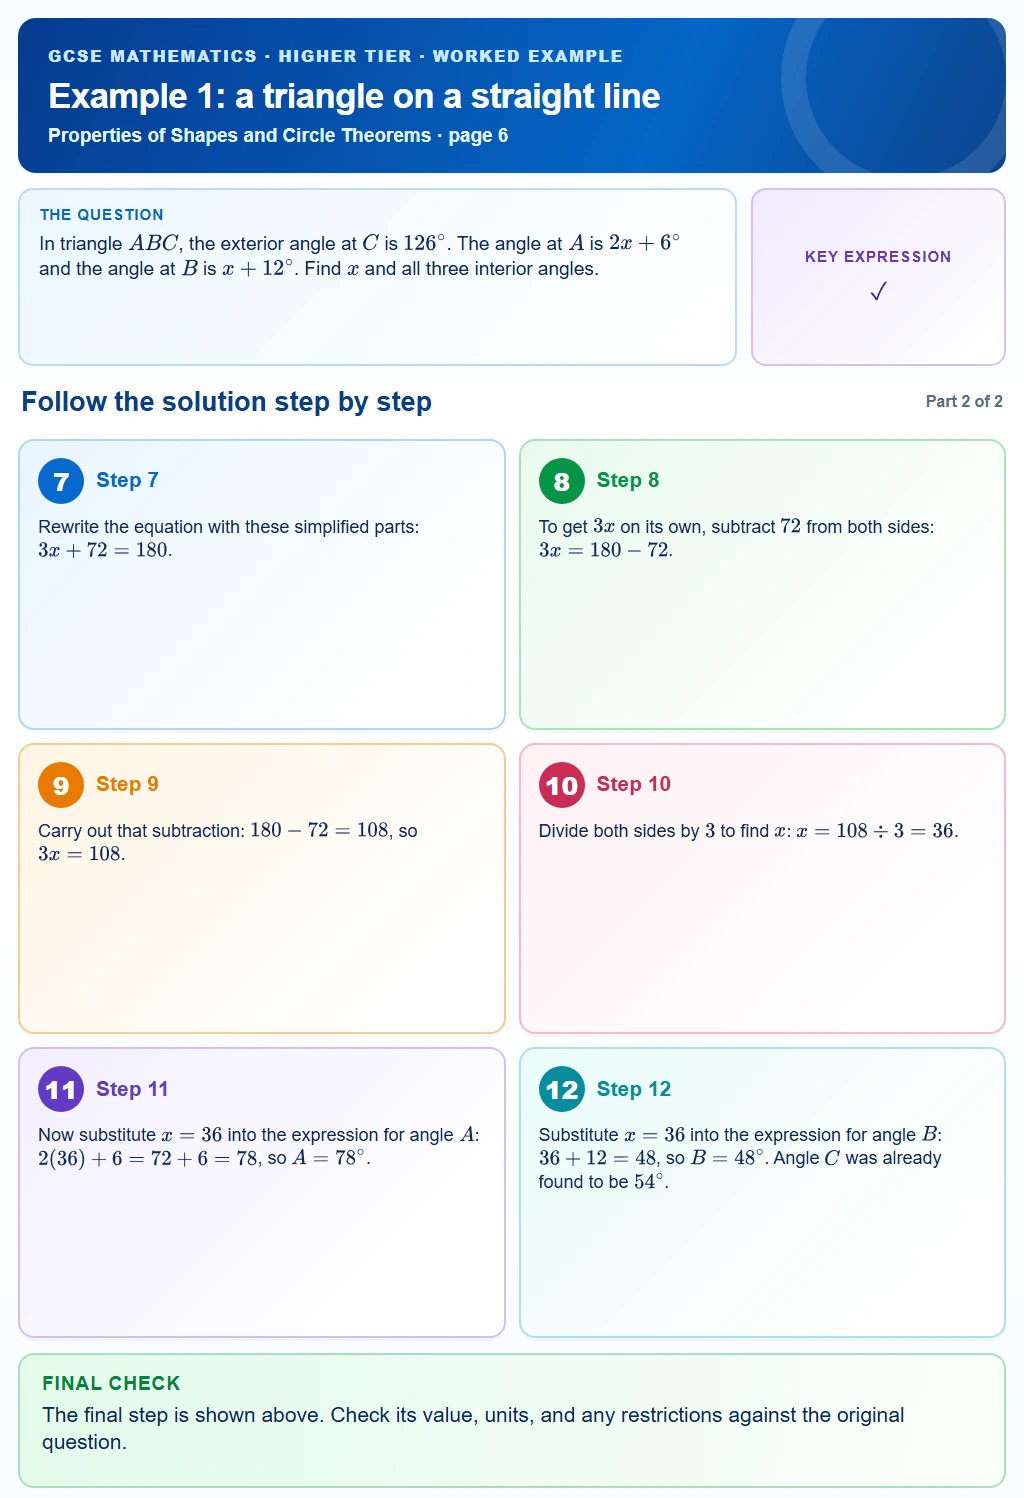 GCSE MATHEMATICS · HIGHER TIER · WORKED EXAMPLE
Example 1: a triangle on a straight line
Properties of Shapes and Circle Theorems · page 6
THE QUESTION
In triangle ABC, the exterior angle at C is 126°. The angle at A is 2x + 6°
and the angle at B is x + 12°. Find x and all three interior angles.
KEY EXPRESSION
✓
Follow the solution step by step
Part 2 of 2
7 Step 7
Rewrite the equation with these simplified parts:
3x + 72 = 180.
8 Step 8
To get 3x on its own, subtract 72 from both sides:
3x = 180 − 72.
9 Step 9
Carry out that subtraction: 180 − 72 = 108, so
3x = 108.
10 Step 10
Divide both sides by 3 to find x: x = 108 ÷ 3 = 36.
11 Step 11
Now substitute x = 36 into the expression for angle A:
2(36) + 6 = 72 + 6 = 78, so A = 78°.
12 Step 12
Substitute x = 36 into the expression for angle B:
36 + 12 = 48, so B = 48°. Angle C was already
found to be 54°.
FINAL CHECK
The final step is shown above. Check its value, units, and any restrictions against the original
question.